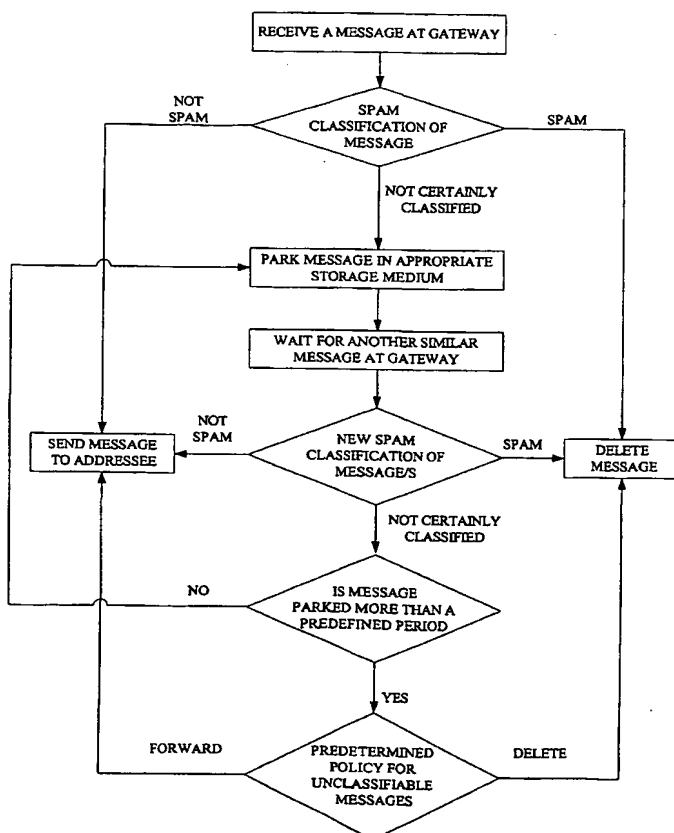 RECEIVE A MESSAGE AT GATEWAY
NOT
SPAM
SPAM
CLASSIFICATION OF
MESSAGE
SPAM
NOT CERTAINLY
CLASSIFIED
PARK MESSAGE IN APPROPRIATE
STORAGE MEDIUM
WAIT FOR ANOTHER SIMILAR
MESSAGE AT GATEWAY
SEND MESSAGE
TO ADDRESSEE
NOT
SPAM
NEW SPAM
CLASSIFICATION OF
MESSAGE/S
SPAM
DELETE
MESSAGE
NOT CERTAINLY
CLASSIFIED
NO
IS MESSAGE
PARKED MORE THAN A
PREDEFINED PERIOD
YES
FORWARD
PREDETERMINED
POLICY FOR
UNCLASSIFIABLE
MESSAGES
DELETE